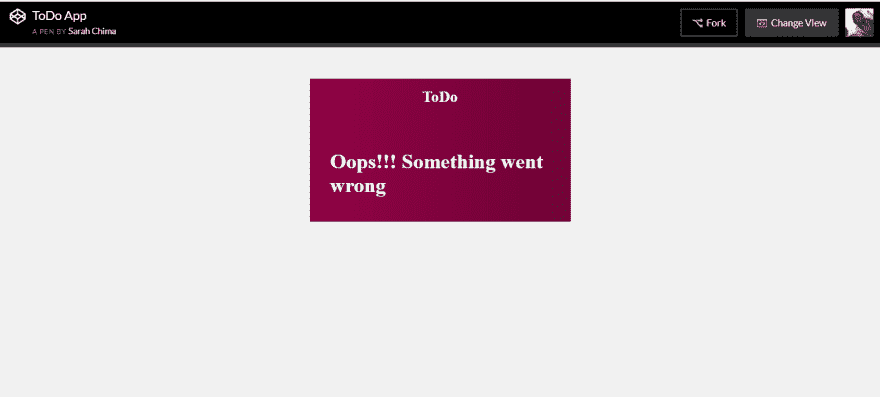 ToDo App
A PEN BY Sarah Chima
Fork
Change View
ToDo
Oops!!! Something went
wrong